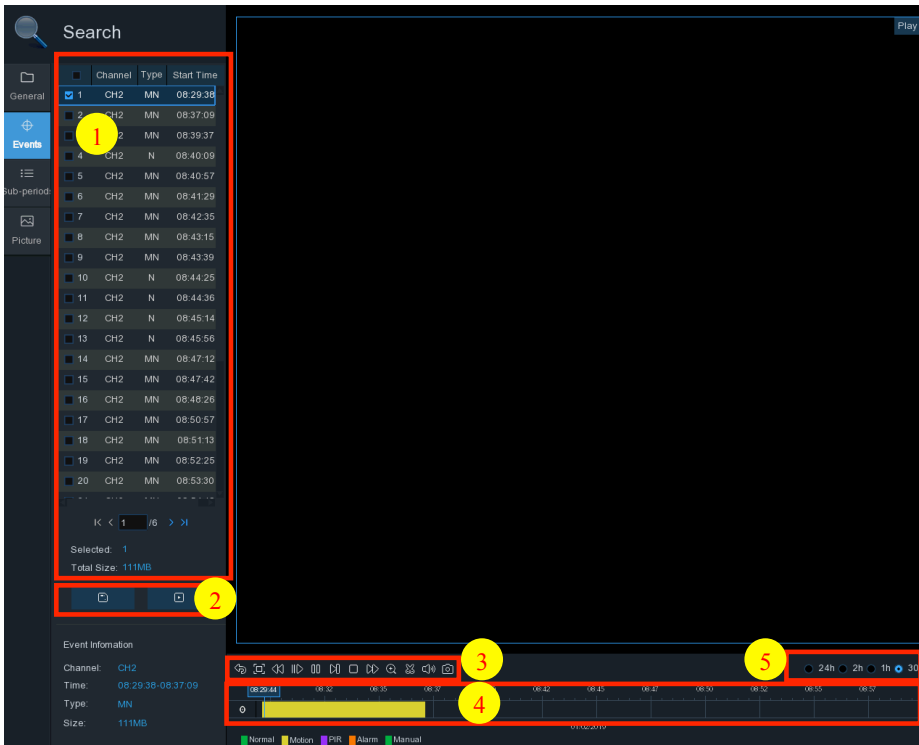 Search
Play
General
Events
Sub-period
Picture
Channel Type Start Time
1 CH2 MN 08:29:38
2 CH2 MN 08:37:09
2 MN 08:39:37
4 CH2 N 08:40:09
5 CH2 MN 08:40:57
6 CH2 MN 08:41:29
7 CH2 MN 08:42:35
8 CH2 MN 08:43:15
9 CH2 MN 08:43:39
10 CH2 N 08:44:25
11 CH2 N 08:44:36
12 CH2 N 08:45:14
13 CH2 N 08:45:56
14 CH2 MN 08:47:12
15 CH2 MN 08:47:42
16 CH2 MN 08:48:26
17 CH2 MN 08:50:57
18 CH2 MN 08:51:13
19 CH2 MN 08:52:25
20 CH2 MN 08:53:30
1
1 /6
Selected: 1
Total Size: 111MB
2
Event Infomation
Channel: CH2
Time: 08:29:38-08:37:09
Type: MN
Size: 111MB
3
5
24h 2h 1h 30
08:29:44 08:32 08:35 08:37 08:42 08:45 08:47 08:50 08:52 08:55 08:57
4
Normal Motion PIR Alarm Manual